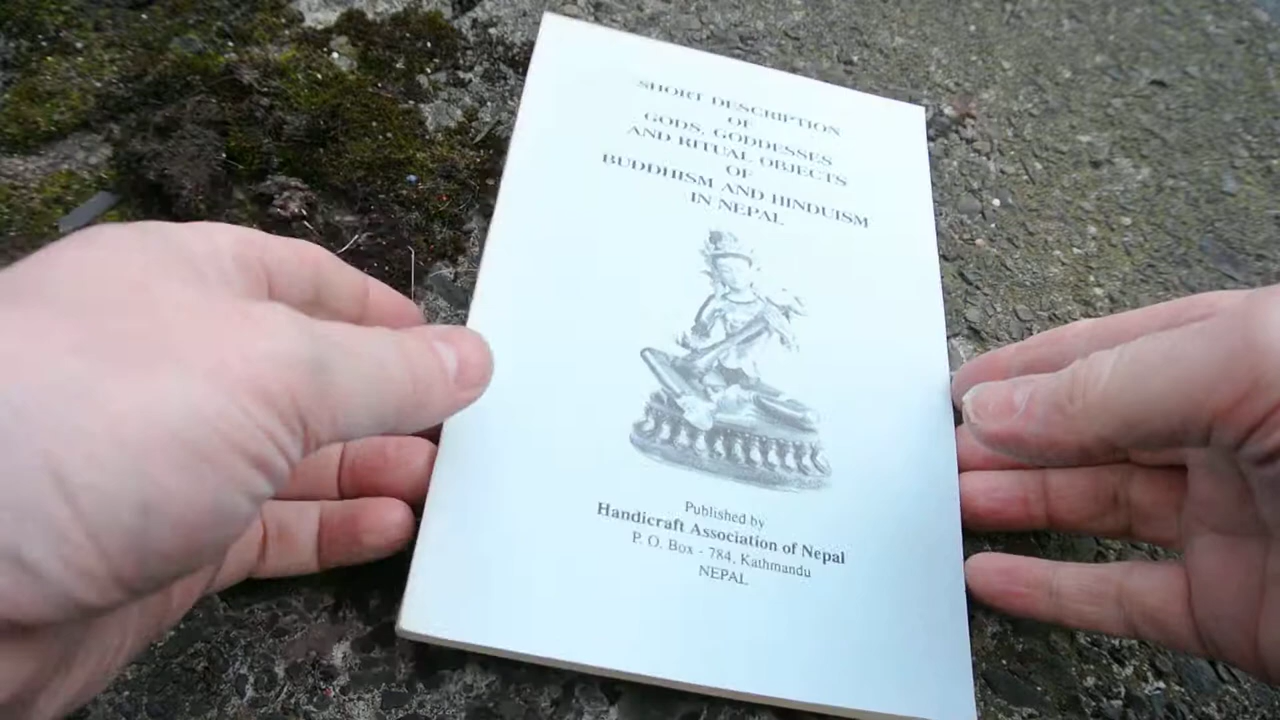 SHORT DESCRIPTION
OF
GODS, GODDESSES
AND RITUAL OBJECTS
OF
BUDDHISM AND HINDUISM
IN NEPAL
Published by
Handicraft Association of Nepal
P. O. Box - 784, Kathmandu
NEPAL